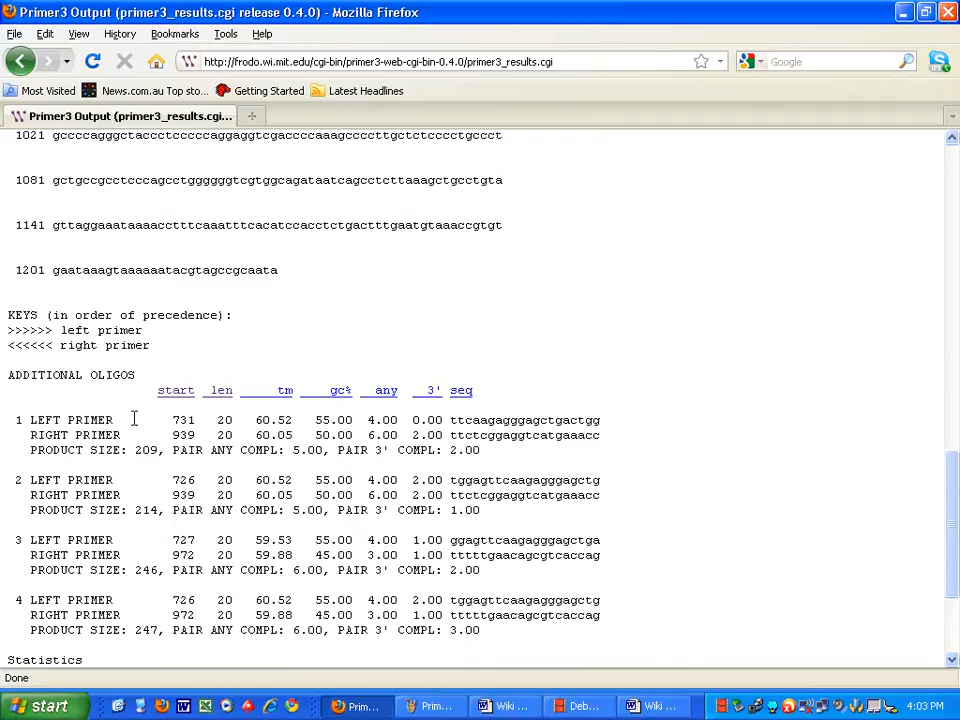 Primer3 Output (primer3_results.cgi release 0.4.0) - Mozilla Firefox
File Edit View History Bookmarks Tools Help
http://frodo.wi.mit.edu/cgi-bin/primer3-web-cgi-bin-0.4.0/primer3_results.cgi Google
Most Visited News.com.au Top sto... Getting Started Latest Headlines
Primer3 Output (primer3_results.cgi...
1021 gccccagggctaccctcccccaggaggtcgaccccaaagccccttgctctcccctgccct
1081 gctgccgcctcccagcctggggggtcgtggcagataatcagcctcttaaagctgcctgta
1141 gttaggaaataaaacctttcaaatttcacatccacctctgactttgaatgtaaaccgtgt
1201 gaataaagtaaaaaatacgtagccgcaata
KEYS (in order of precedence):
>>>>>> left primer
<<<<<< right primer
ADDITIONAL OLIGOS
start len tm gc% any 3' seq
1 LEFT PRIMER 731 20 60.52 55.00 4.00 0.00 ttcaagagggagctgactgg
RIGHT PRIMER 939 20 60.05 50.00 6.00 2.00 ttctcggaggtcatgaaacc
PRODUCT SIZE: 209, PAIR ANY COMPL: 5.00, PAIR 3' COMPL: 2.00
2 LEFT PRIMER 726 20 60.52 55.00 4.00 2.00 tggagttcaagagggagctg
RIGHT PRIMER 939 20 60.05 50.00 6.00 2.00 ttctcggaggtcatgaaacc
PRODUCT SIZE: 214, PAIR ANY COMPL: 5.00, PAIR 3' COMPL: 1.00
3 LEFT PRIMER 727 20 59.53 55.00 4.00 1.00 ggagttcaagagggagctga
RIGHT PRIMER 972 20 59.88 45.00 3.00 1.00 tttttgaacagcgtcaccag
PRODUCT SIZE: 246, PAIR ANY COMPL: 6.00, PAIR 3' COMPL: 2.00
4 LEFT PRIMER 726 20 60.52 55.00 4.00 2.00 tggagttcaagagggagctg
RIGHT PRIMER 972 20 59.88 45.00 3.00 1.00 tttttgaacagcgtcaccag
PRODUCT SIZE: 247, PAIR ANY COMPL: 6.00, PAIR 3' COMPL: 3.00
Statistics
Done
start Prim... Prim... Wiki ... Deb... Wiki ... 4:03 PM